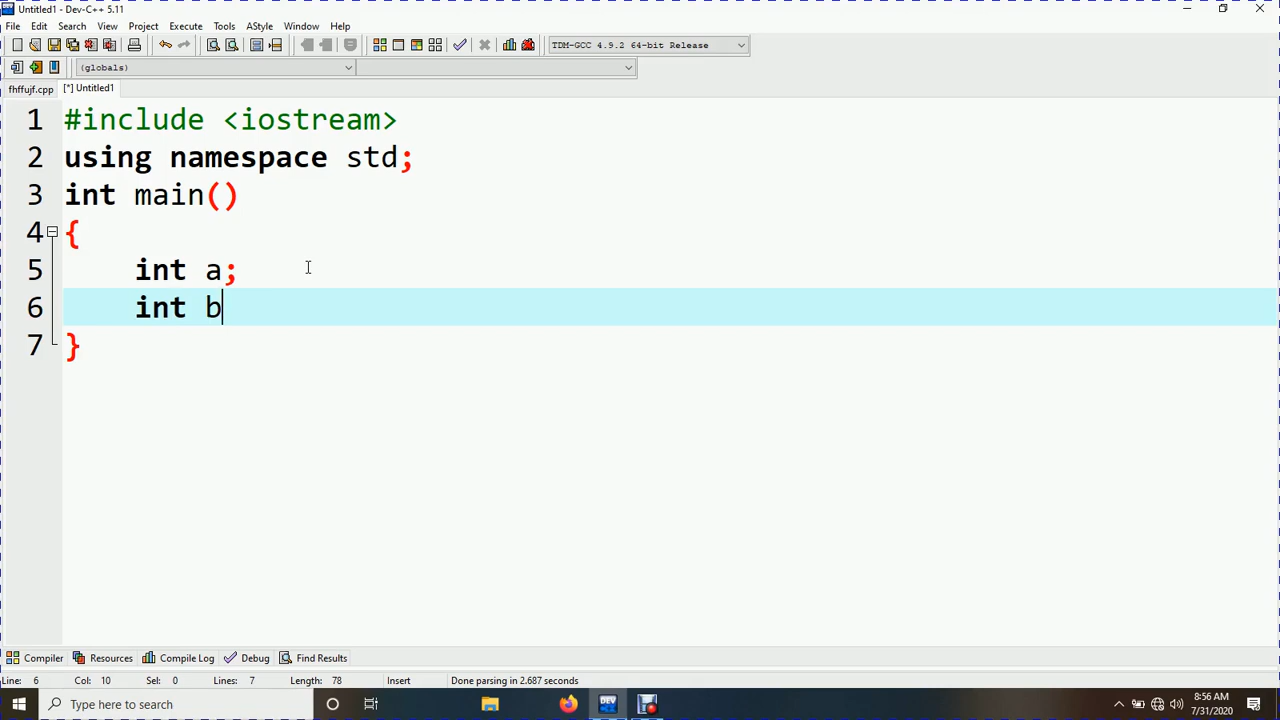 Untitled1 - Dev-C++ 5.11
File Edit Search View Project Execute Tools AStyle Window Help
TDM-GCC 4.9.2 64-bit Release
(globals)
fhffujf.cpp [*] Untitled1
1 #include <iostream>
2 using namespace std;
3 int main()
4 {
5 int a;
6 int b
7 }
Compiler Resources Compile Log Debug Find Results
Line: 6 Col: 10 Sel: 0 Lines: 7 Length: 78 Insert Done parsing in 2.687 seconds
Type here to search DEV 8:56 AM
7/31/2020